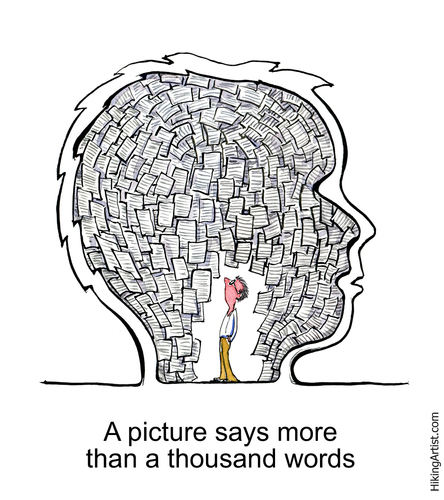 A picture says more
than a thousand words
HikingArtist.com